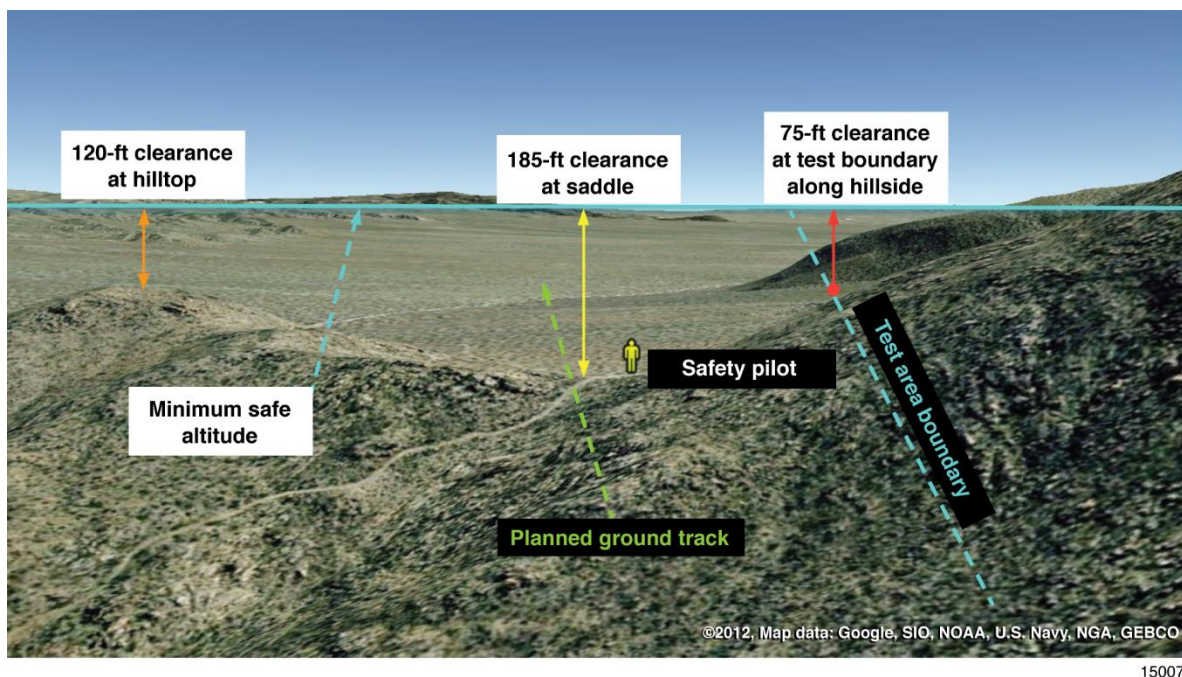 120-ft clearance
at hilltop
185-ft clearance
at saddle
75-ft clearance
at test boundary
along hillside
Safety pilot
Minimum safe
altitude
Test area boundary
Planned ground track
©2012, Map data: Google, SIO, NOAA, U.S. Navy, NGA, GEBCO
15007